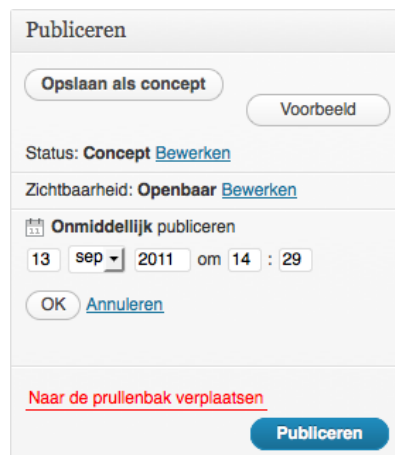 Publiceren
Opslaan als concept
Voorbeeld
Status: Concept Bewerken
Zichtbaarheid: Openbaar Bewerken
11 Onmiddellijk publiceren
13 sep 2011 om 14 : 29
OK Annuleren
Naar de prullenbak verplaatsen
Publiceren